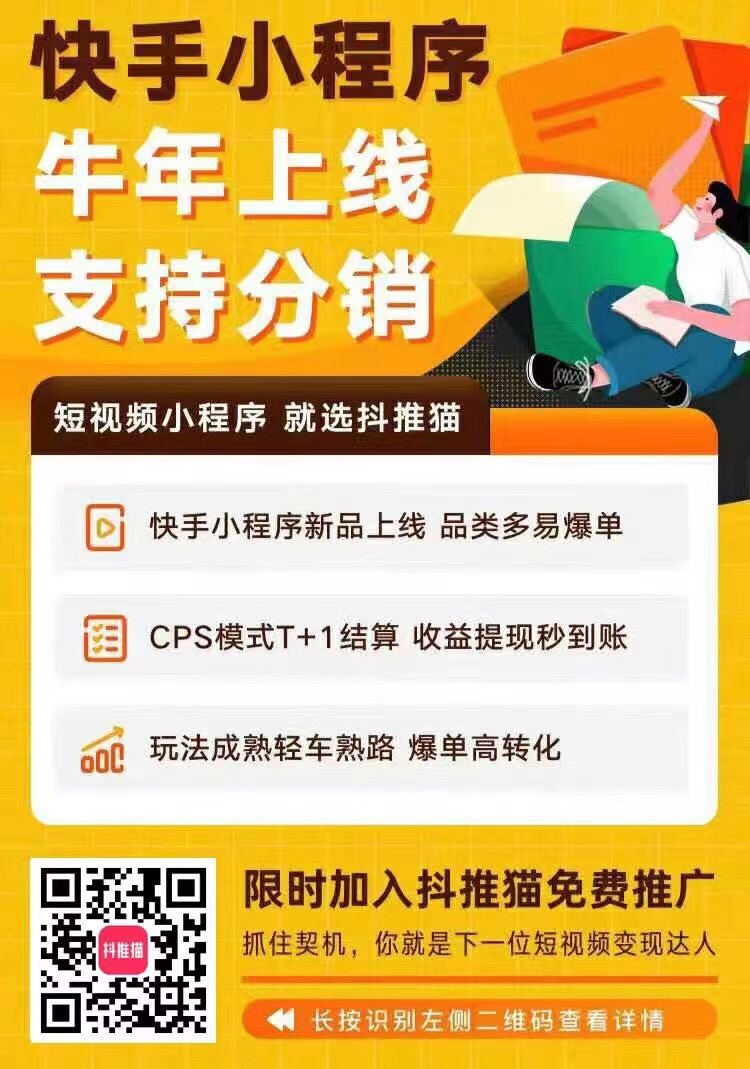 快手小程序
牛年上线
支持分销
短视频小程序 就选抖推猫
快手小程序新品上线 品类多易爆单
CPS模式T+1结算 收益提现秒到账
玩法成熟轻车熟路 爆单高转化
抖推猫
限时加入抖推猫免费推广
抓住契机，你就是下一位短视频变现达人
长按识别左侧二维码查看详情